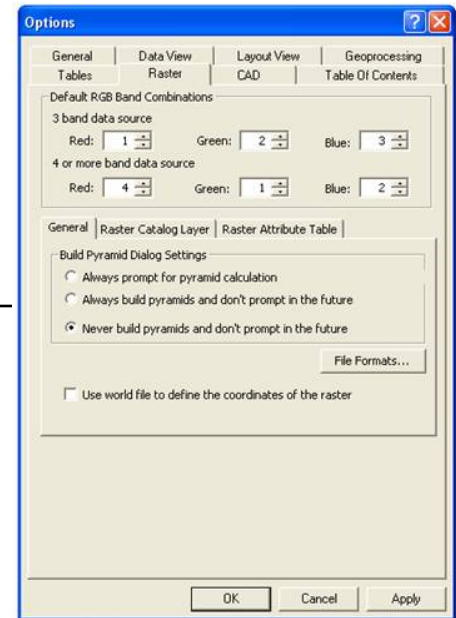 Options
General Data View Layout View Geoprocessing
Tables Raster CAD Table Of Contents
Default RGB Band Combinations
3 band data source
Red: 1 Green: 2 Blue: 3
4 or more band data source
Red: 4 Green: 1 Blue: 2
General Raster Catalog Layer Raster Attribute Table
Build Pyramid Dialog Settings
Always prompt for pyramid calculation
Always build pyramids and don't prompt in the future
Never build pyramids and don't prompt in the future
File Formats...
Use world file to define the coordinates of the raster
OK Cancel Apply